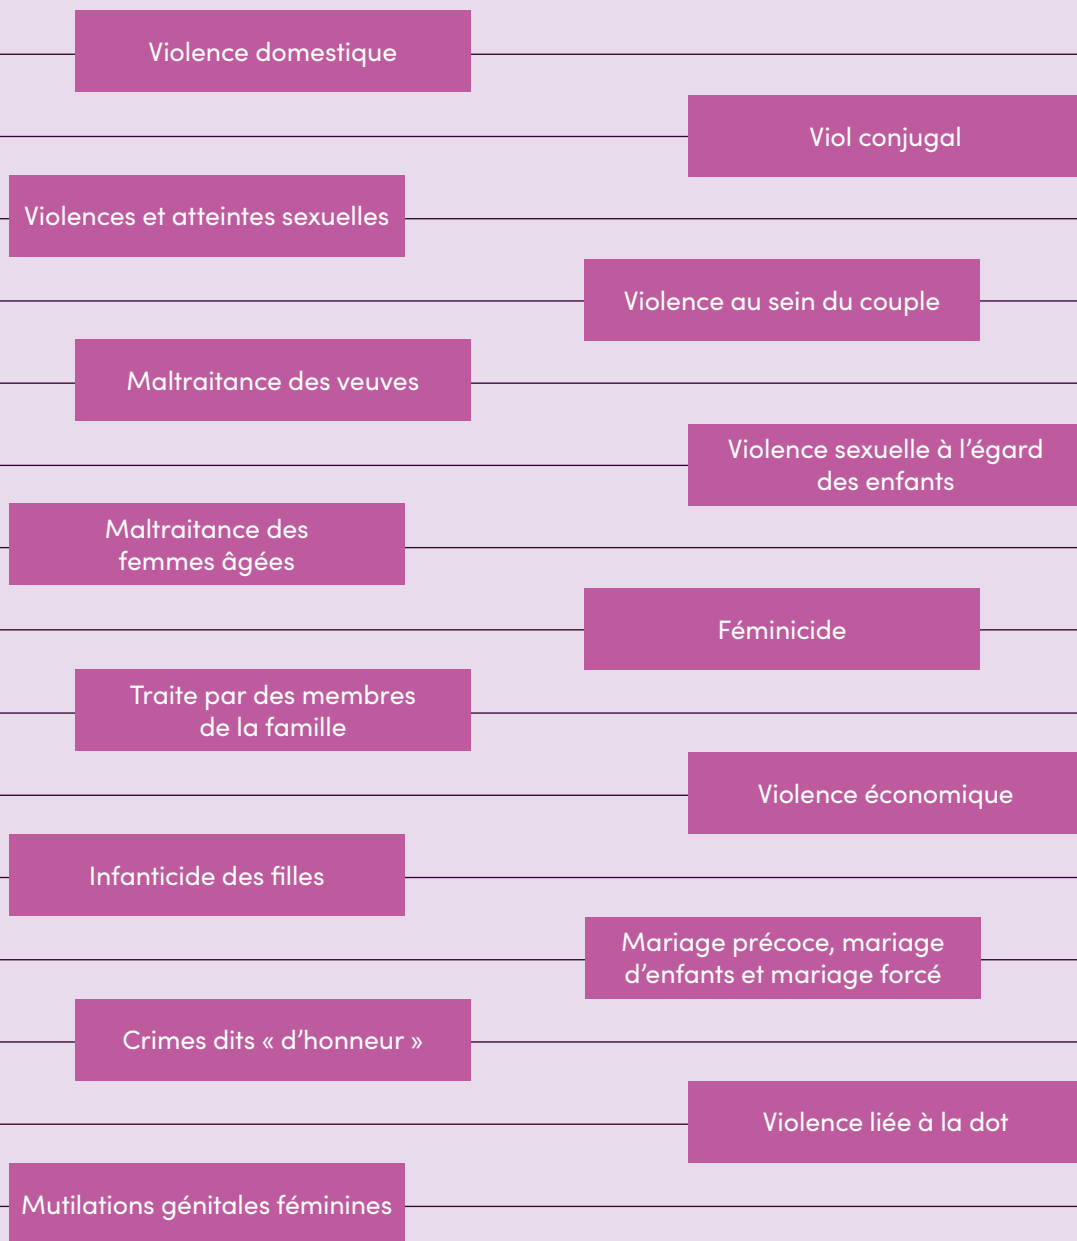 Violence domestique
Viol conjugal
Violences et atteintes sexuelles
Violence au sein du couple
Maltraitance des veuves
Violence sexuelle à l’égard
des enfants
Maltraitance des
femmes âgées
Féminicide
Traite par des membres
de la famille
Violence économique
Infanticide des filles
Mariage précoce, mariage
d’enfants et mariage forcé
Crimes dits « d’honneur »
Violence liée à la dot
Mutilations génitales féminines